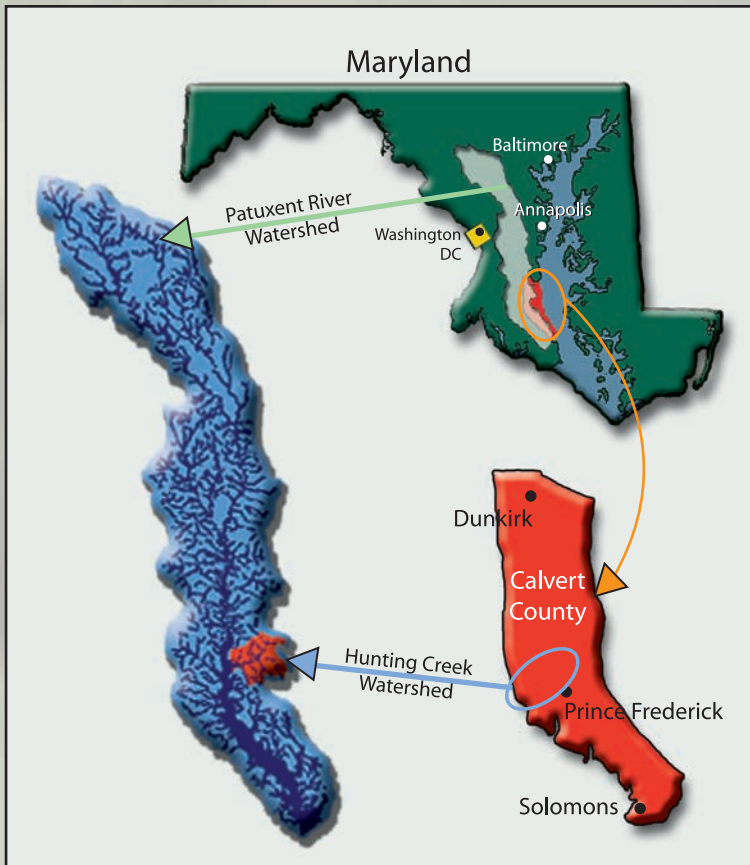 Maryland
Baltimore
Patuxent River
Watershed
Annapolis
Washington
DC
Dunkirk
Calvert
County
Hunting Creek
Watershed
Prince Frederick
Solomons